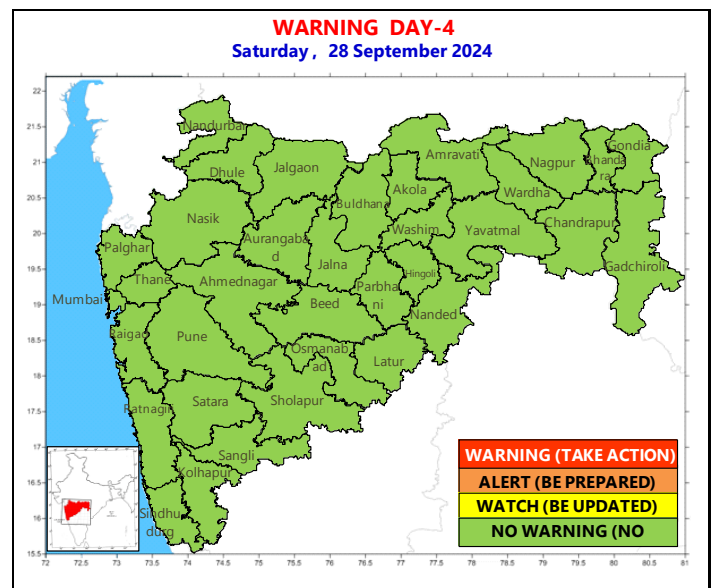 WARNING DAY-4
Saturday, 28 September 2024
22
21.5
21
20.5
20
19.5
19
18.5
18
17.5
17
16.5
16
15.5
Nandurbar
Dhule
Jalgaon
Amravati
Nagpur
Gondia
Bhanda
ra
Akola
Wardha
Buldhana
Nasik
Aurangaba
d
Washim
Yavatmal
Chandrapur
Palghar
Jalna
Hingoli
Gadchiroli
Thane
Ahmednagar
Parbha
ni
Mumbai
Beed
Nanded
Raigad
Pune
Osmanab
ad
Latur
Ratnagiri
Satara
Sholapur
Sangli
Kolhapur
Sindhu
durg
WARNING (TAKE ACTION)
ALERT (BE PREPARED)
WATCH (BE UPDATED)
NO WARNING (NO
72 72.5 73 73.5 74 74.5 75 75.5 76 76.5 77 77.5 78 78.5 79 79.5 80 80.5 81